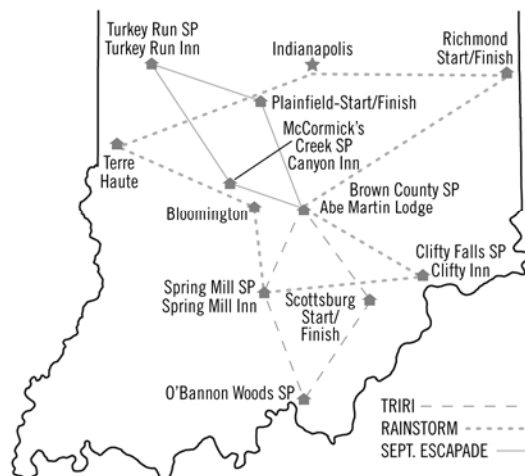 Turkey Run SP
Turkey Run Inn
Indianapolis
Richmond
Start/Finish
Plainfield-Start/Finish
McCormick's
Creek SP
Canyon Inn
Terre
Haute
Bloomington
Brown County SP
Abe Martin Lodge
Clifty Falls SP
Clifty Inn
Spring Mill SP
Spring Mill Inn
Scottsburg
Start/
Finish
O'Bannon Woods SP
TRIRI
RAINSTORM
SEPT. ESCAPADE